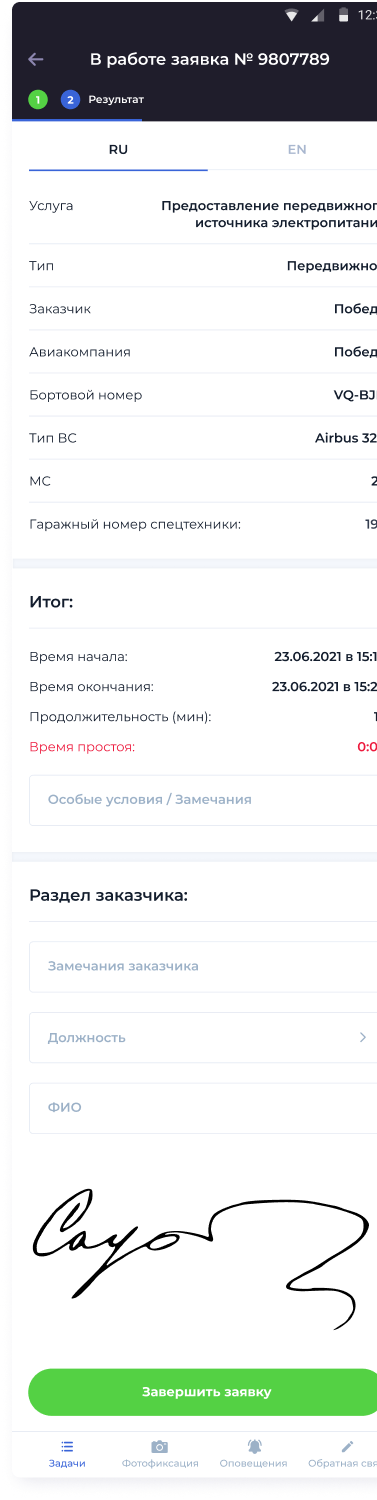 12:
В работе заявка № 9807789
1 2 Результат
RU EN
Услуга Предоставление передвижног
источника электропитани
Тип Передвижно
Заказчик Побед
Авиакомпания Побед
Бортовой номер VQ-BJ
Тип ВС Airbus 32
МС 2
Гаражный номер спецтехники: 19
Итог:
Время начала: 23.06.2021 в 15:1
Время окончания: 23.06.2021 в 15:2
Продолжительность (мин): 1
Время простоя: 0:0
Особые условия / Замечания
Раздел заказчика:
Замечания заказчика
Должность
ФИО
Завершить заявку
Задачи Фотофиксация Оповещения Обратная свя